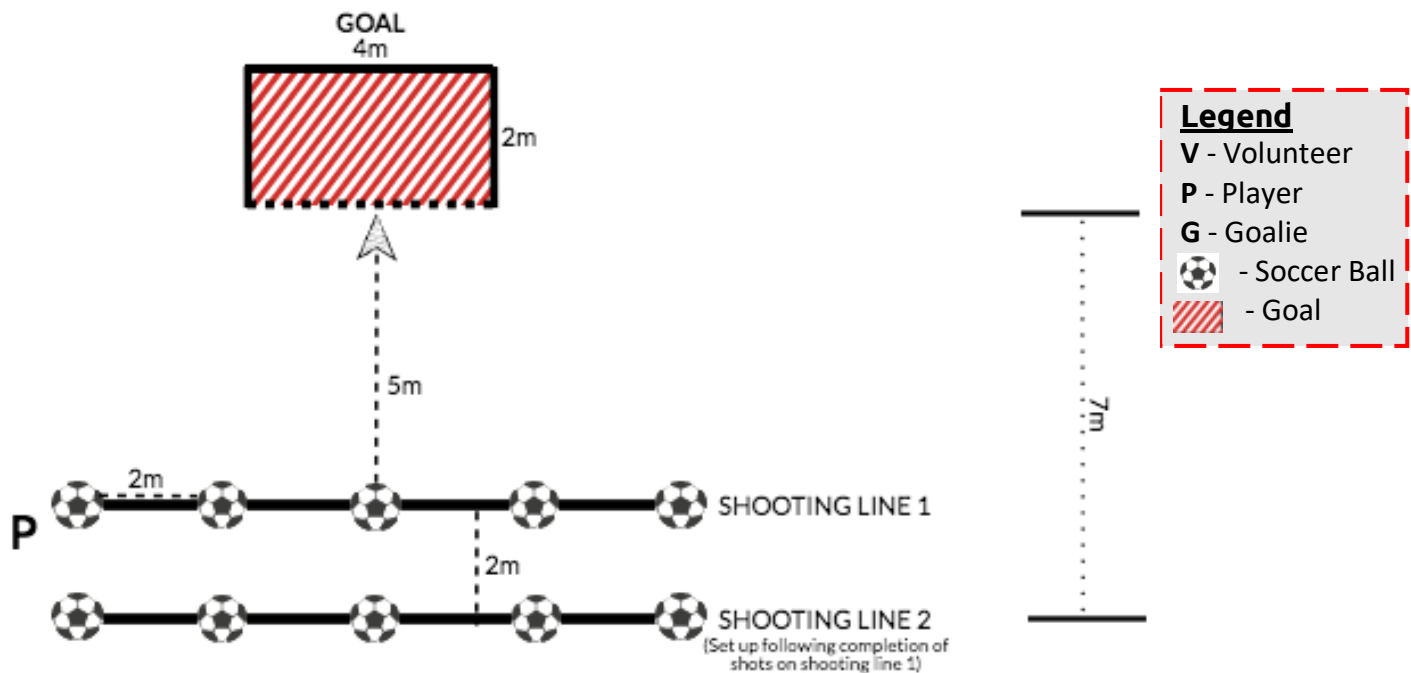 GOAL
4m
2m
Legend
V - Volunteer
P - Player
G - Goalie
- Soccer Ball
- Goal
5m
7m
2m
SHOOTING LINE 1
P
2m
SHOOTING LINE 2
(Set up following completion of
shots on shooting line 1)